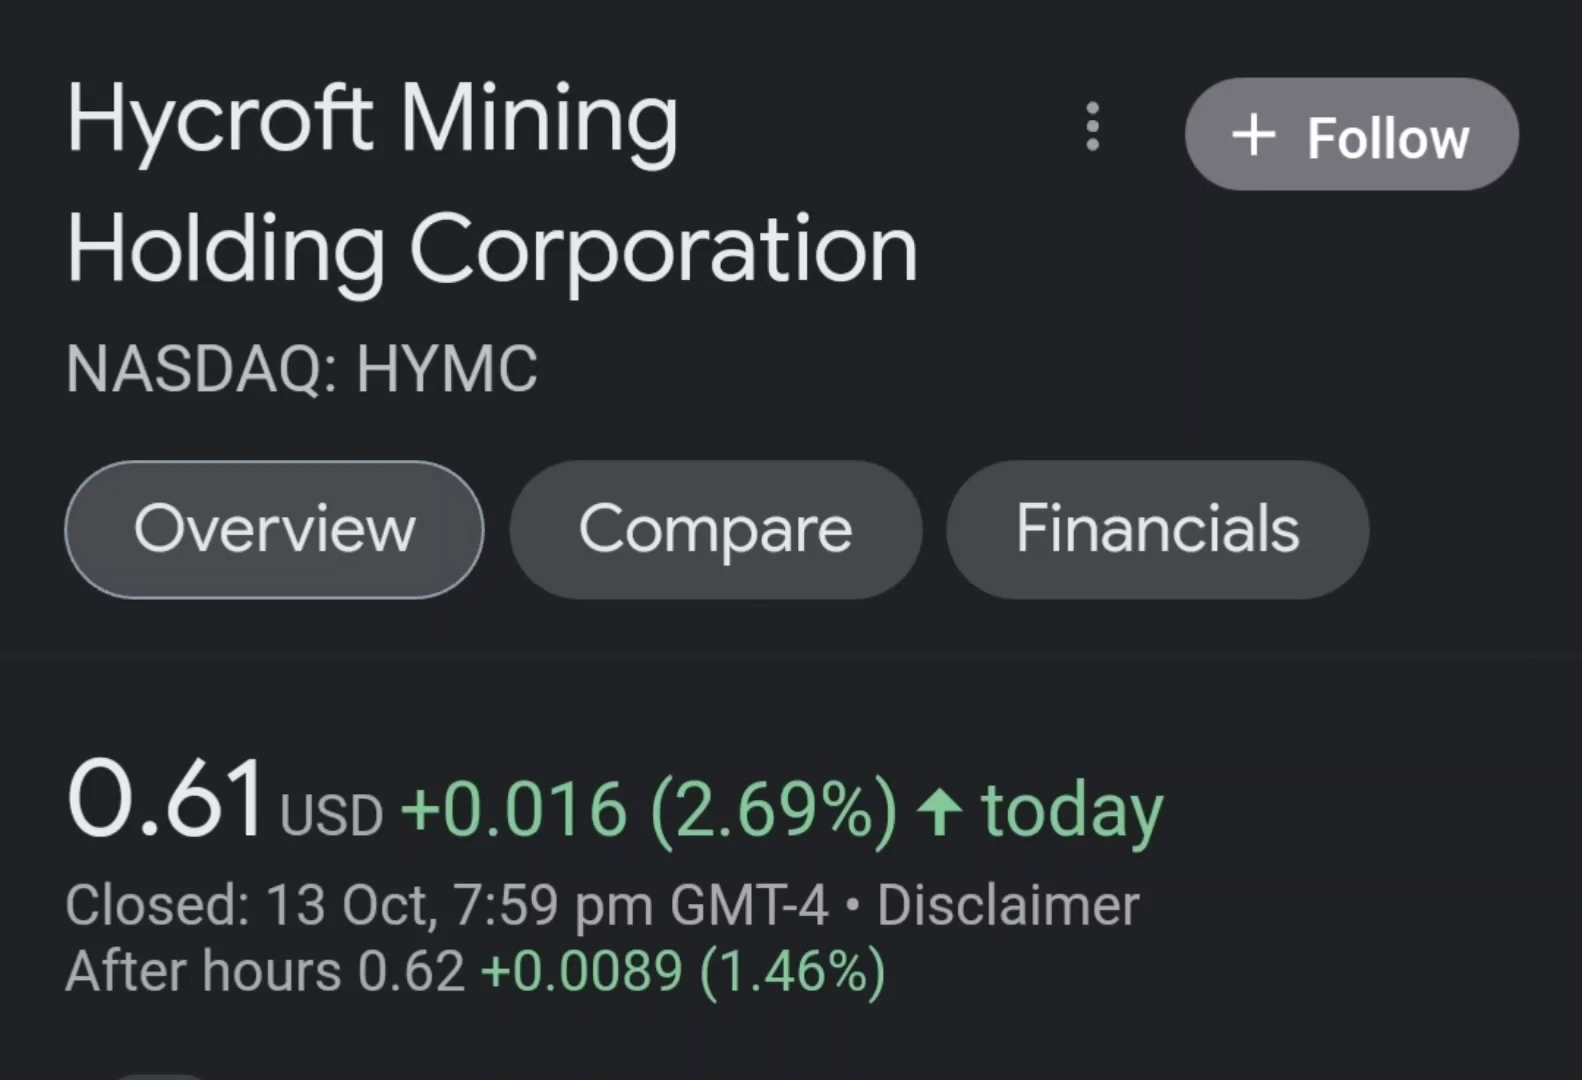 Hycroft Mining
Holding Corporation
+ Follow
NASDAQ: HYMC
Overview
Compare
Financials
0.61 USD +0.016 (2.69%) ↑ today
Closed: 13 Oct, 7:59 pm GMT-4 • Disclaimer
After hours 0.62 +0.0089 (1.46%)